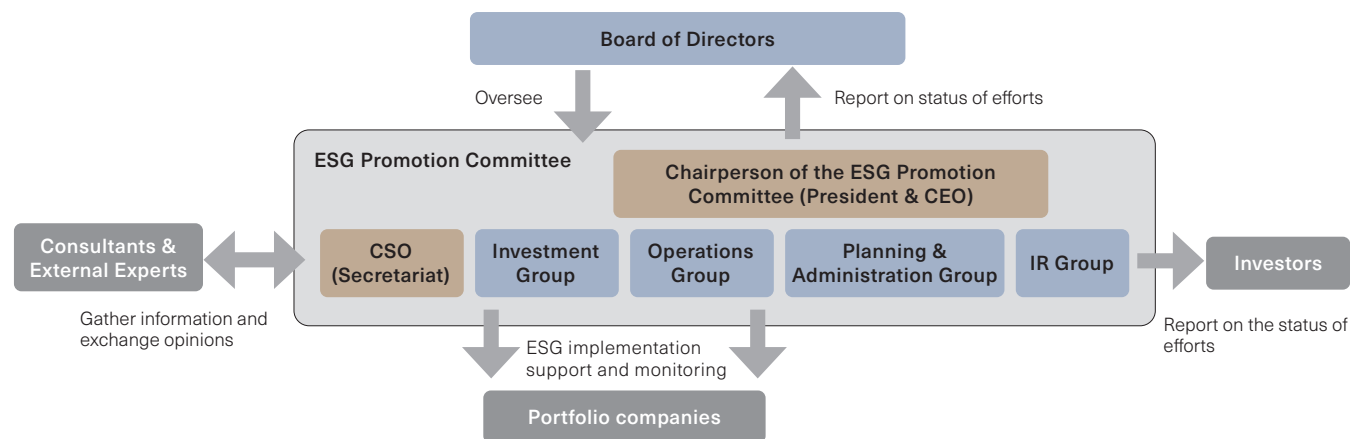 Board of Directors
Oversee
Report on status of efforts
ESG Promotion Committee
Chairperson of the ESG Promotion
Committee (President & CEO)
Consultants &
External Experts
CSO
(Secretariat)
Investment
Group
Operations
Group
Planning &
Administration Group
IR Group
Investors
Gather information and
exchange opinions
Report on the status of
efforts
ESG implementation
support and monitoring
Portfolio companies